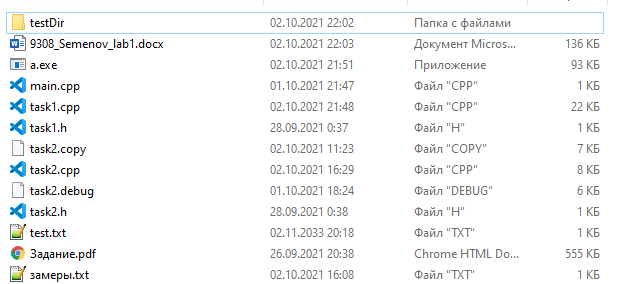 testDir 02.10.2021 22:02 Папка с файлами
9308_Semenov_lab1.docx 02.10.2021 22:03 Документ Micros... 136 КБ
a.exe 02.10.2021 21:51 Приложение 93 КБ
main.cpp 01.10.2021 21:47 Файл "CPP" 1 КБ
task1.cpp 02.10.2021 21:48 Файл "CPP" 22 КБ
task1.h 28.09.2021 0:37 Файл "H" 1 КБ
task2.copy 02.10.2021 11:23 Файл "COPY" 7 КБ
task2.cpp 02.10.2021 16:29 Файл "CPP" 8 КБ
task2.debug 01.10.2021 18:24 Файл "DEBUG" 6 КБ
task2.h 28.09.2021 0:38 Файл "H" 1 КБ
test.txt 02.11.2033 20:18 Файл "TXT" 1 КБ
Задание.pdf 26.09.2021 20:38 Chrome HTML Do... 555 КБ
замеры.txt 02.10.2021 16:08 Файл "TXT" 1 КБ